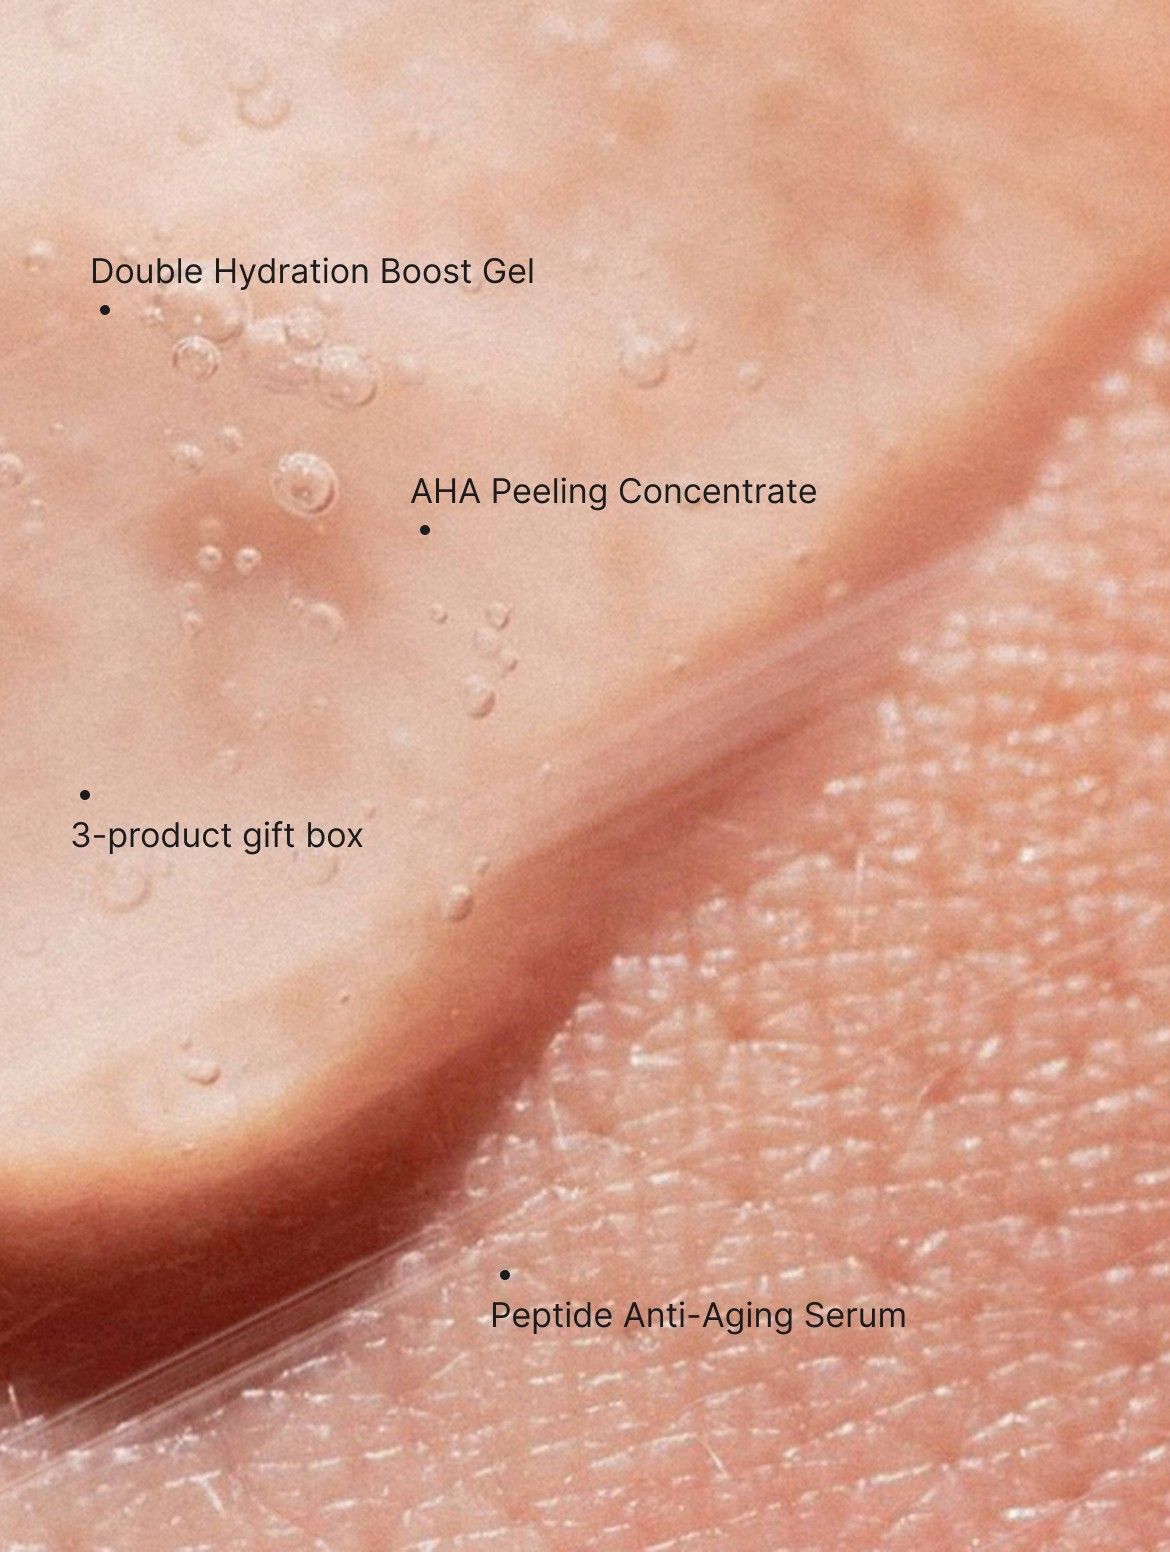 Double Hydration Boost Gel
AHA Peeling Concentrate
3-product gift box
Peptide Anti-Aging Serum